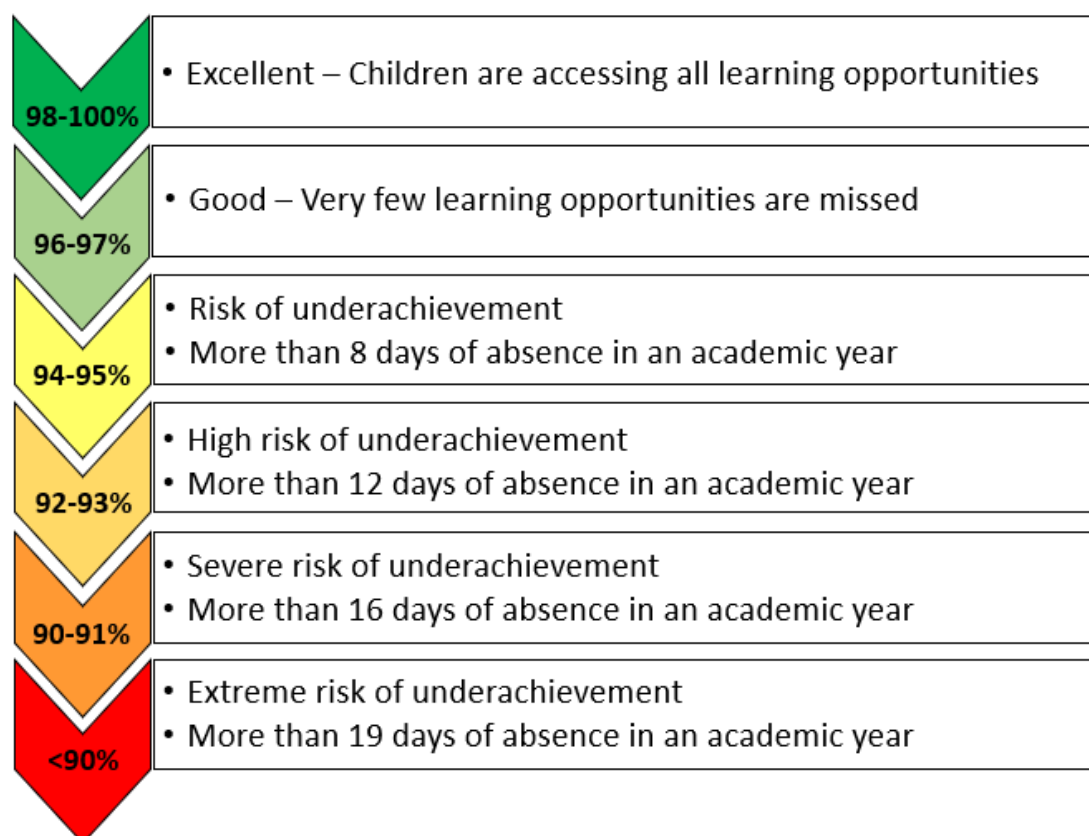 98-100%
• Excellent – Children are accessing all learning opportunities
96-97%
• Good – Very few learning opportunities are missed
94-95%
• Risk of underachievement
• More than 8 days of absence in an academic year
92-93%
• High risk of underachievement
• More than 12 days of absence in an academic year
90-91%
• Severe risk of underachievement
• More than 16 days of absence in an academic year
<90%
• Extreme risk of underachievement
• More than 19 days of absence in an academic year